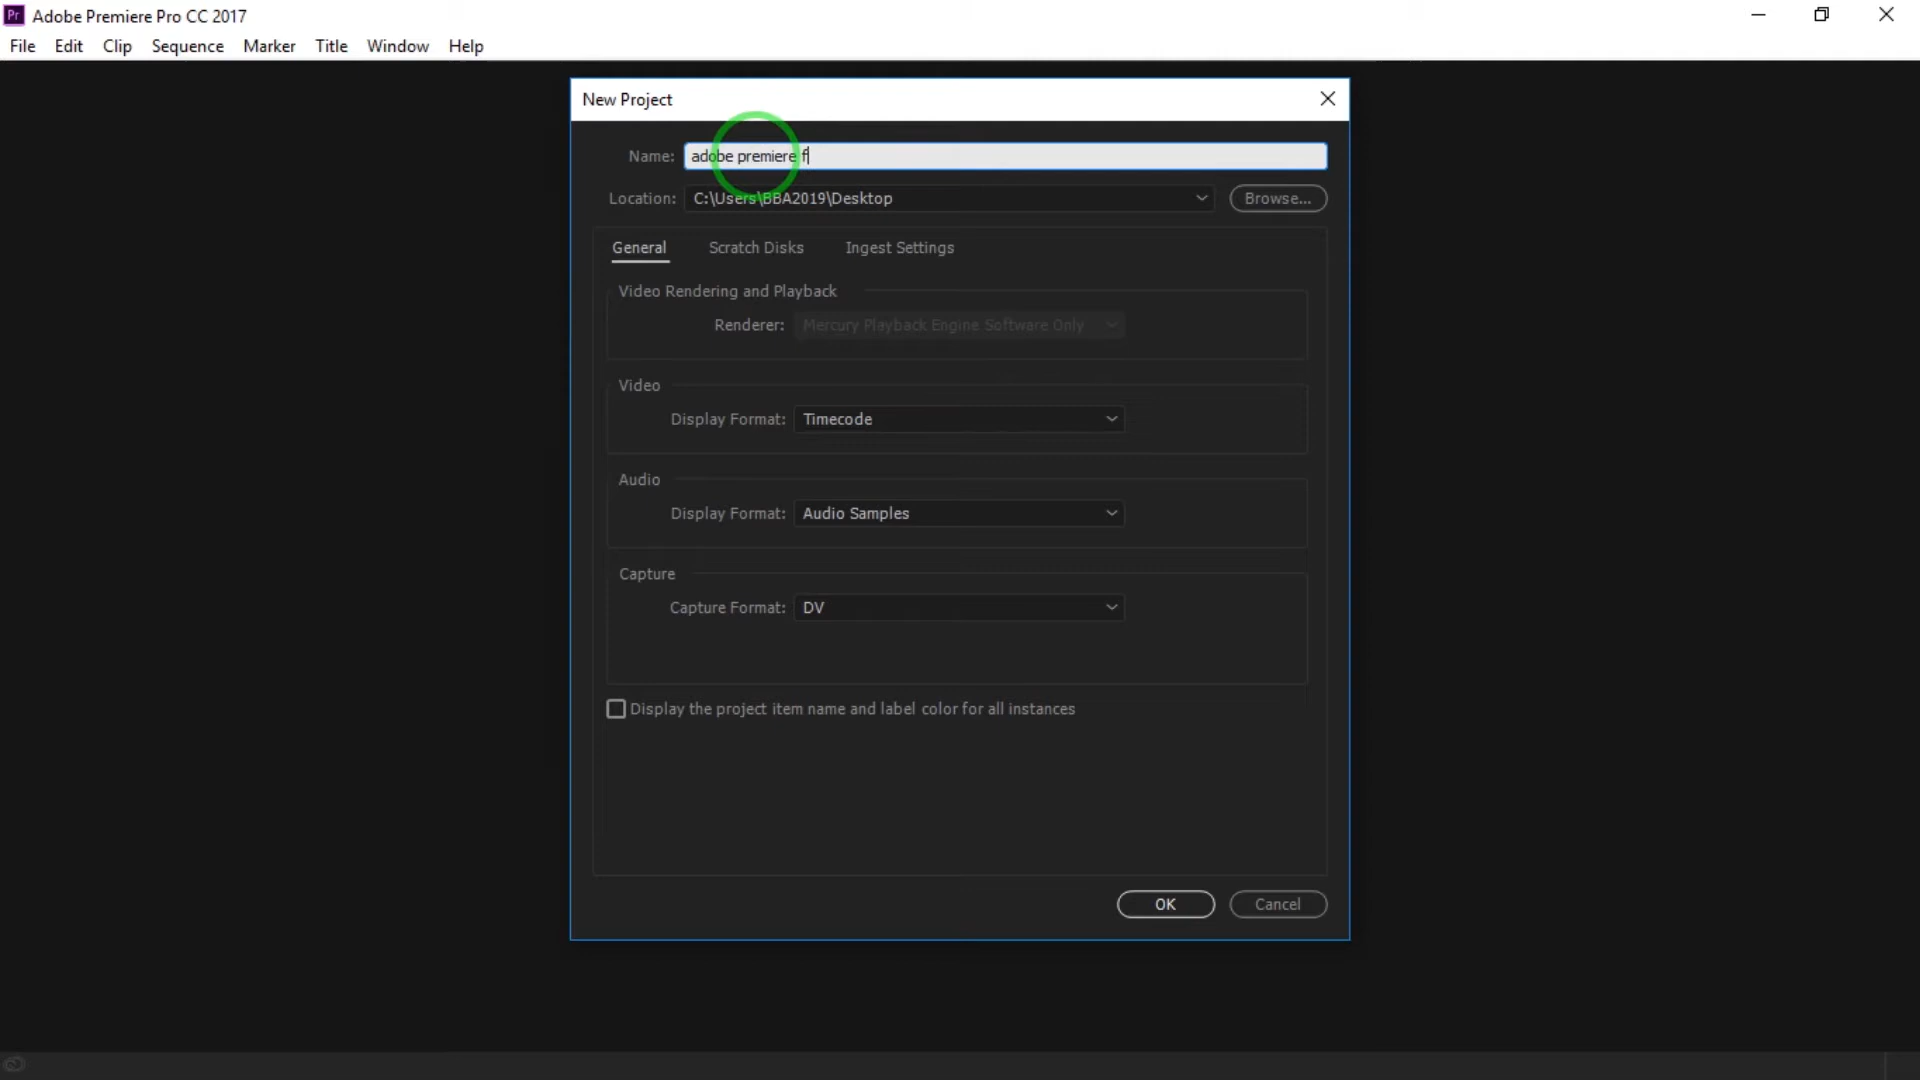 Pr Adobe Premiere Pro CC 2017
File Edit Clip Sequence Marker Title Window Help
New Project
Name: adobe premiere f
Location: C:\Users\BBA2019\Desktop Browse...
General Scratch Disks Ingest Settings
Video Rendering and Playback
Renderer: Mercury Playback Engine Software Only
Video
Display Format: Timecode
Audio
Display Format: Audio Samples
Capture
Capture Format: DV
Display the project item name and label color for all instances
OK Cancel